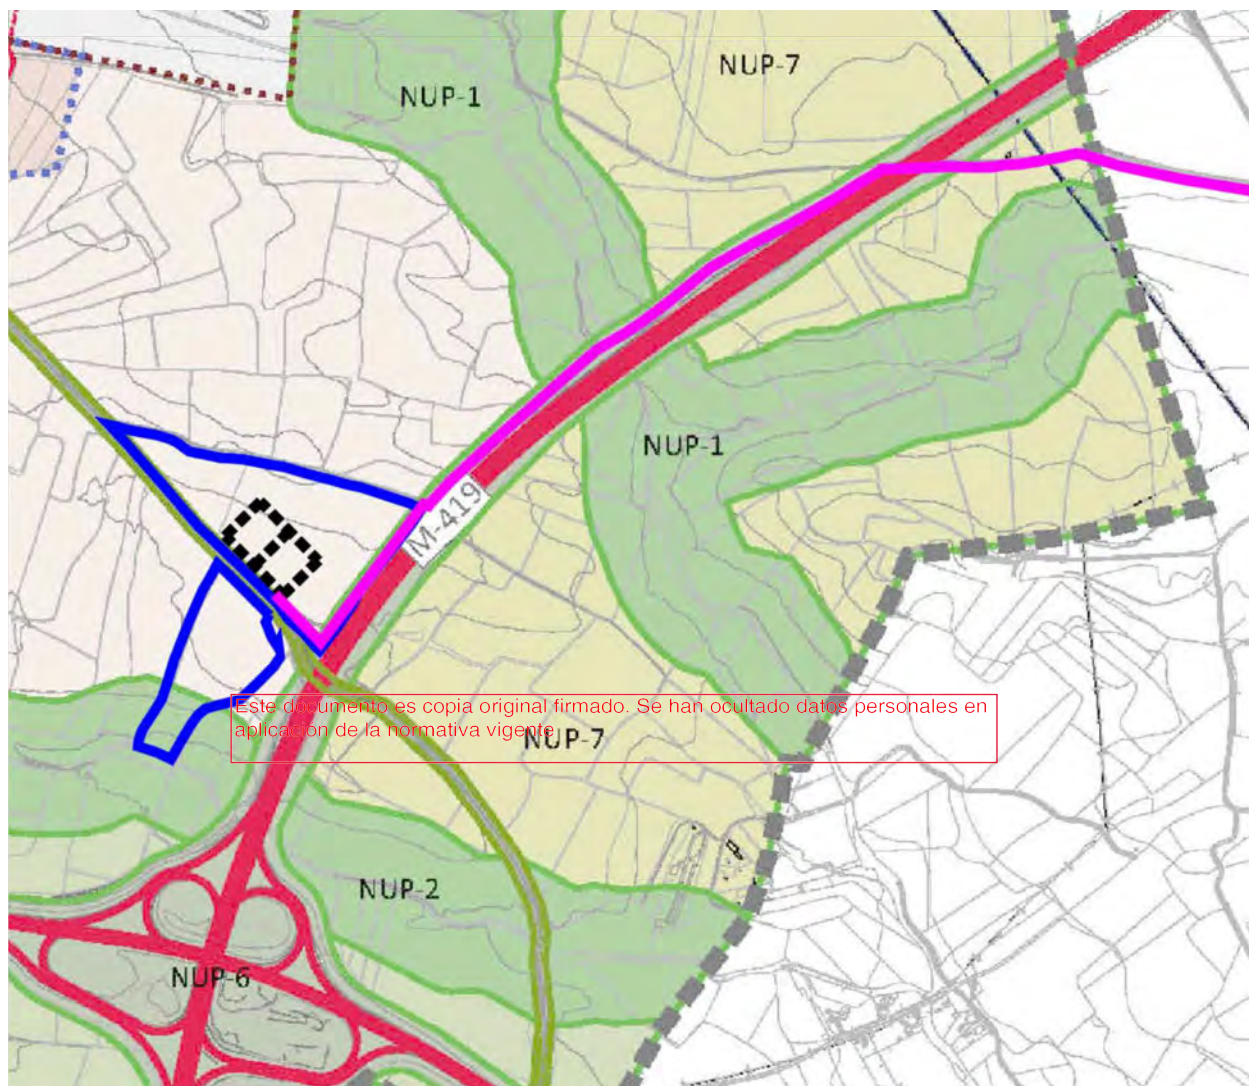 NUP-7
NUP-1
NUP-1
M-419
Este documento es copia original firmado. Se han ocultado datos personales en
aplicación de la normativa vigente
NUP-7
NUP-2
NUP-6